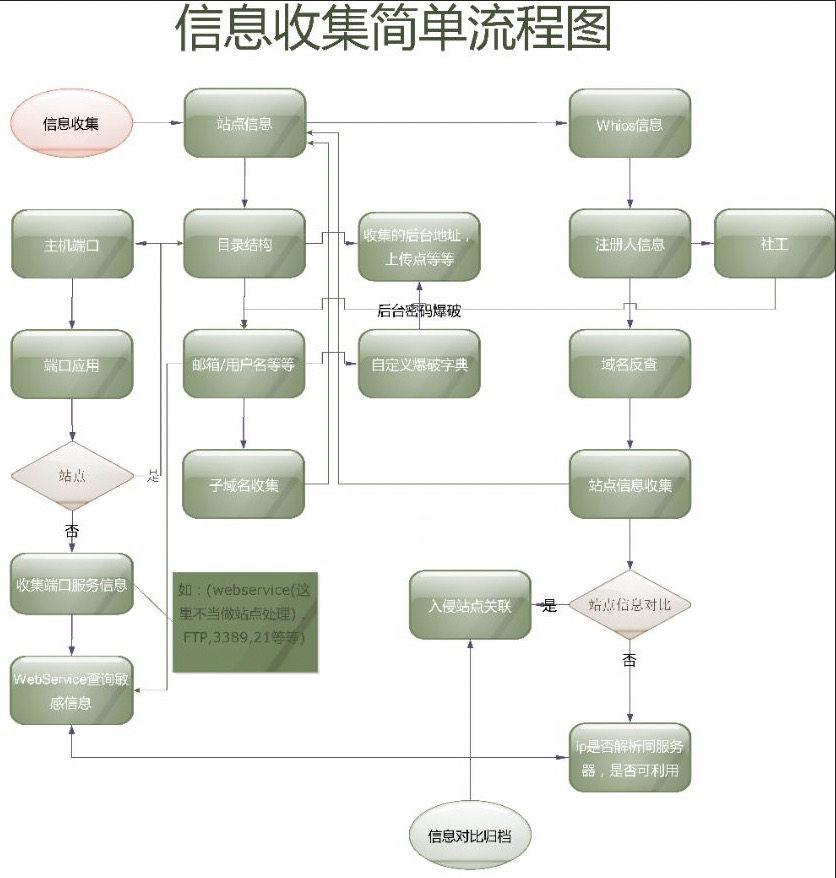 信息收集简单流程图
信息收集
站点信息
Whios信息
主机端口
目录结构
收集的后台地址，
上传点等等
注册人信息
社工
后台密码爆破
端口应用
邮箱/用户名等等
自定义爆破字典
域名反查
站点
是
子域名收集
站点信息收集
否
收集端口服务信息
如：(webservice(这
里不当做站点处理)，
FTP,3389,21等等)
入侵站点关联
是
站点信息对比
否
WebService查询敏
感信息
ip是否解析同服务
器，是否可利用
信息对比归档